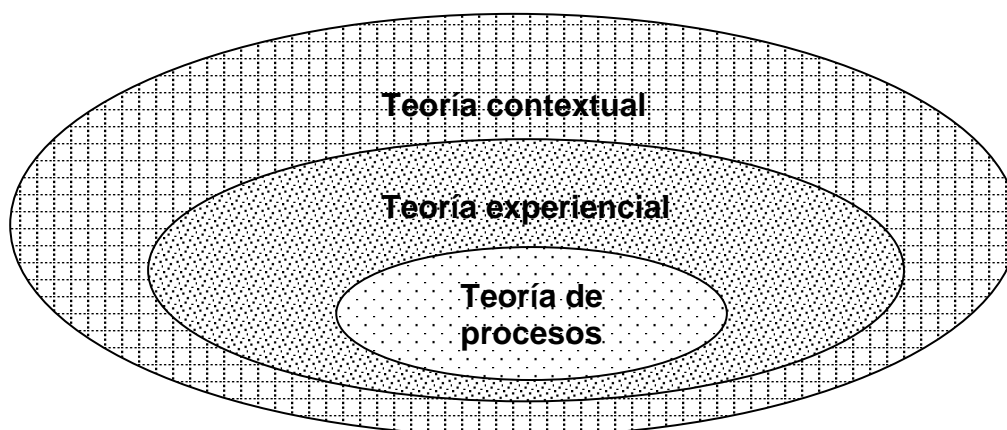 Teoría contextual
Teoría experiencial
Teoría de
procesos